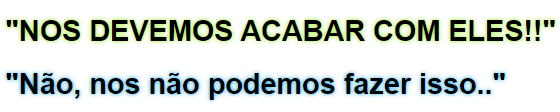 "NOS DEVEMOS ACABAR COM ELES!!"
"Não, nos não podemos fazer isso.."